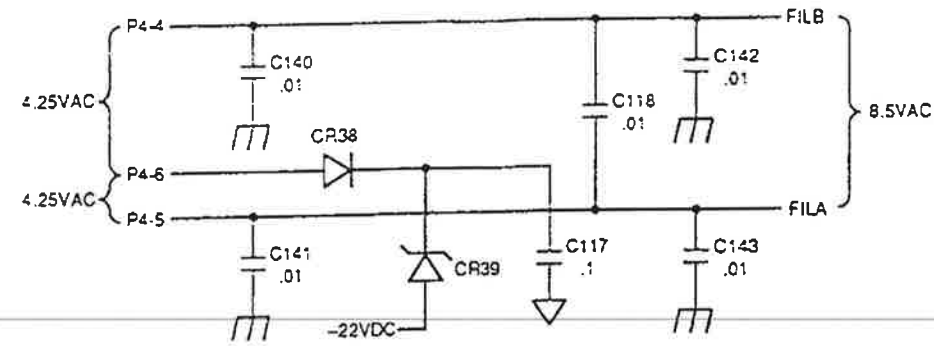 P4-4
FILB
C140
.01
C142
.01
4.25VAC
C118
.01
8.5VAC
CR38
P4-6
4.25VAC
P4-5
FILA
C141
.01
CR39
C117
.1
C143
.01
-22VDC